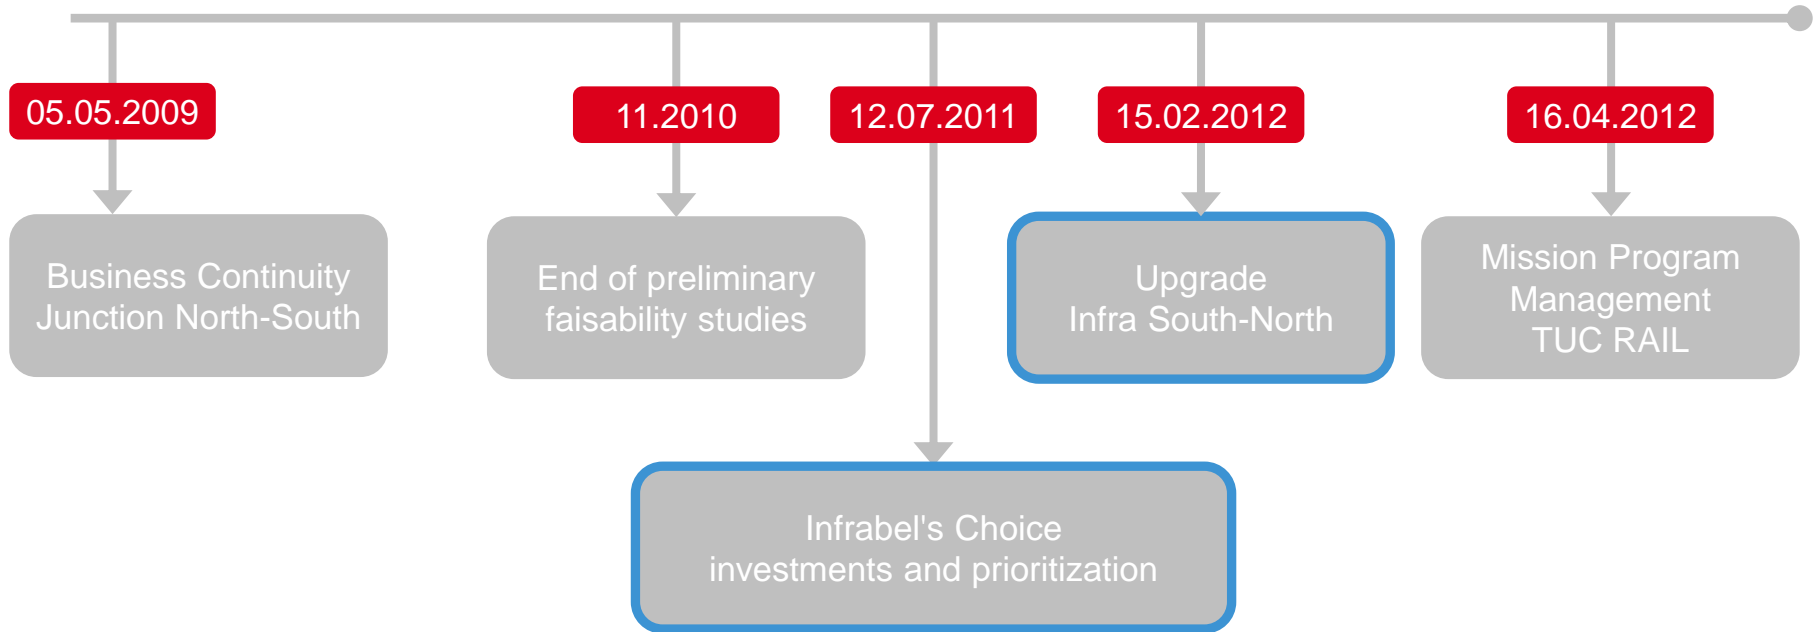 05.05.2009
11.2010
12.07.2011
15.02.2012
16.04.2012
Business Continuity
Junction North-South
End of preliminary
faisability studies
Upgrade
Infra South-North
Mission Program
Management
TUC RAIL
Infrabel's Choice
investments and prioritization